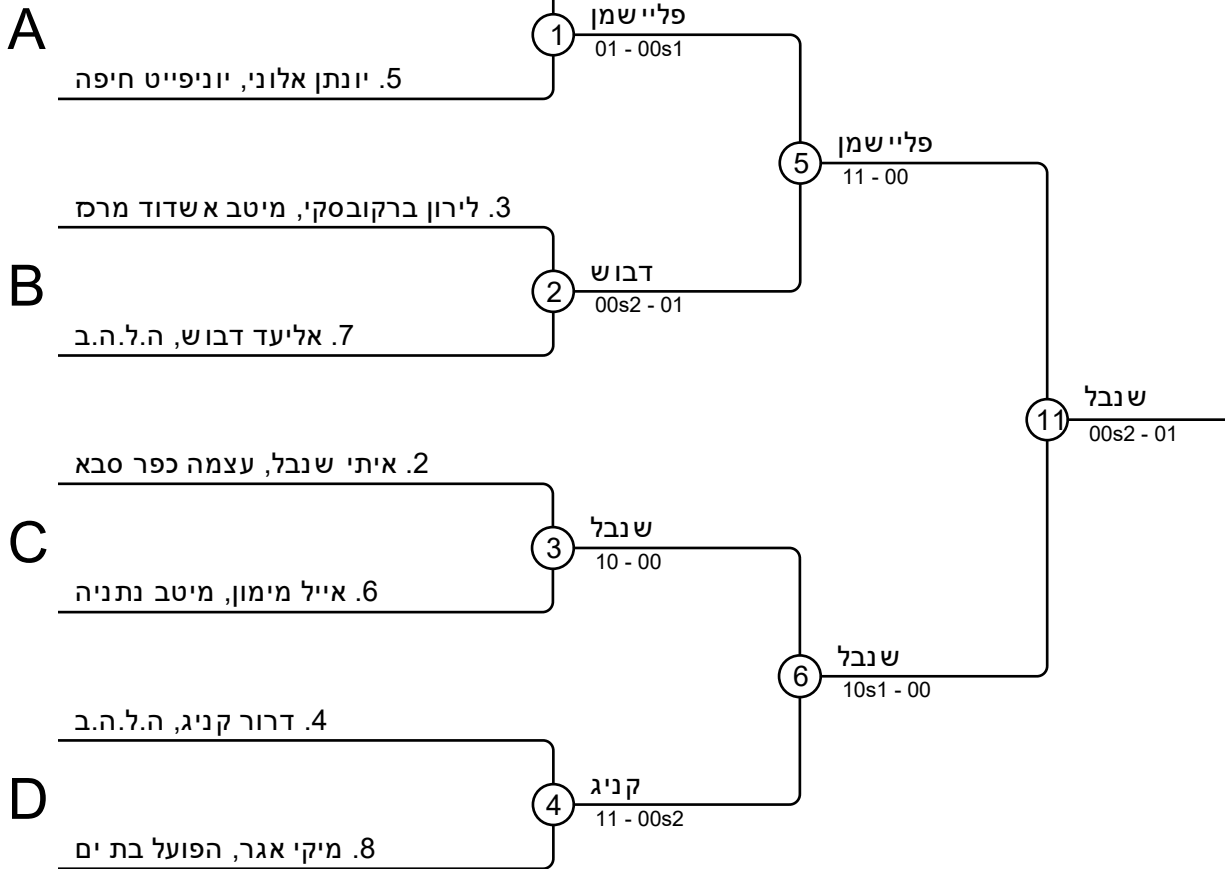 A
1
פליישמן
01 - 00s1
5. יונתן אלוני, יוניפייט חיפה
5
פליישמן
11 - 00
3. לירון ברקובסקי, מיטב אשדוד מרכז
B
2
דבוש
00s2 - 01
7. אליעד דבוש, ה.ל.ה.ב
11
שנבל
00s2 - 01
2. איתי שנבל, עצמה כפר סבא
C
3
שנבל
10 - 00
6. אייל מימון, מיטב נתניה
6
שנבל
10s1 - 00
4. דרור קניג, ה.ל.ה.ב
D
4
קניג
11 - 00s2
8. מיקי אגר, הפועל בת ים